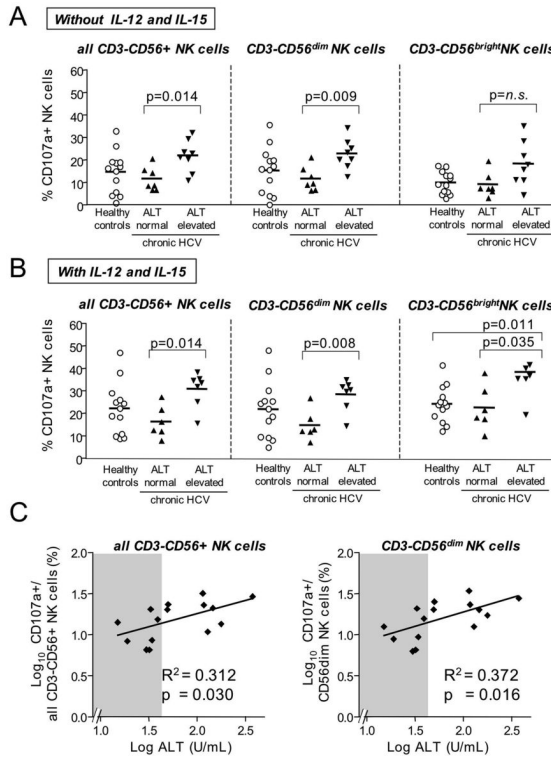 A
Without IL-12 and IL-15
all CD3-CD56+ NK cells
CD3-CD56dim NK cells
CD3-CD56brightNK cells
% CD107a+ NK cells
60
50
40
30
20
10
0
p=0.014
p=0.009
p=n.s.
Healthy controls
ALT normal
ALT elevated
chronic HCV
Healthy controls
ALT normal
ALT elevated
chronic HCV
Healthy controls
ALT normal
ALT elevated
chronic HCV
B
With IL-12 and IL-15
all CD3-CD56+ NK cells
CD3-CD56dim NK cells
CD3-CD56brightNK cells
% CD107a+ NK cells
60
50
40
30
20
10
0
p=0.014
p=0.008
p=0.011
p=0.035
Healthy controls
ALT normal
ALT elevated
chronic HCV
Healthy controls
ALT normal
ALT elevated
chronic HCV
Healthy controls
ALT normal
ALT elevated
chronic HCV
C
all CD3-CD56+ NK cells
Log10 CD107a+/
all CD3-CD56+ NK cells (%)
2.0
1.5
1.0
0.5
0.0
R2 = 0.312
p = 0.030
1.0 1.5 2.0 2.5 3.0
Log ALT (U/mL)
CD3-CD56dim NK cells
Log10 CD107a+/
CD56dim NK cells (%)
2.0
1.5
1.0
0.5
0.0
R2 = 0.372
p = 0.016
1.0 1.5 2.0 2.5 3.0
Log ALT (U/mL)